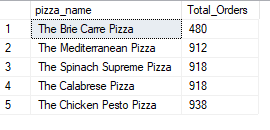 pizza_name Total_Orders
1 The Brie Carre Pizza 480
2 The Mediterranean Pizza 912
3 The Spinach Supreme Pizza 918
4 The Calabrese Pizza 918
5 The Chicken Pesto Pizza 938